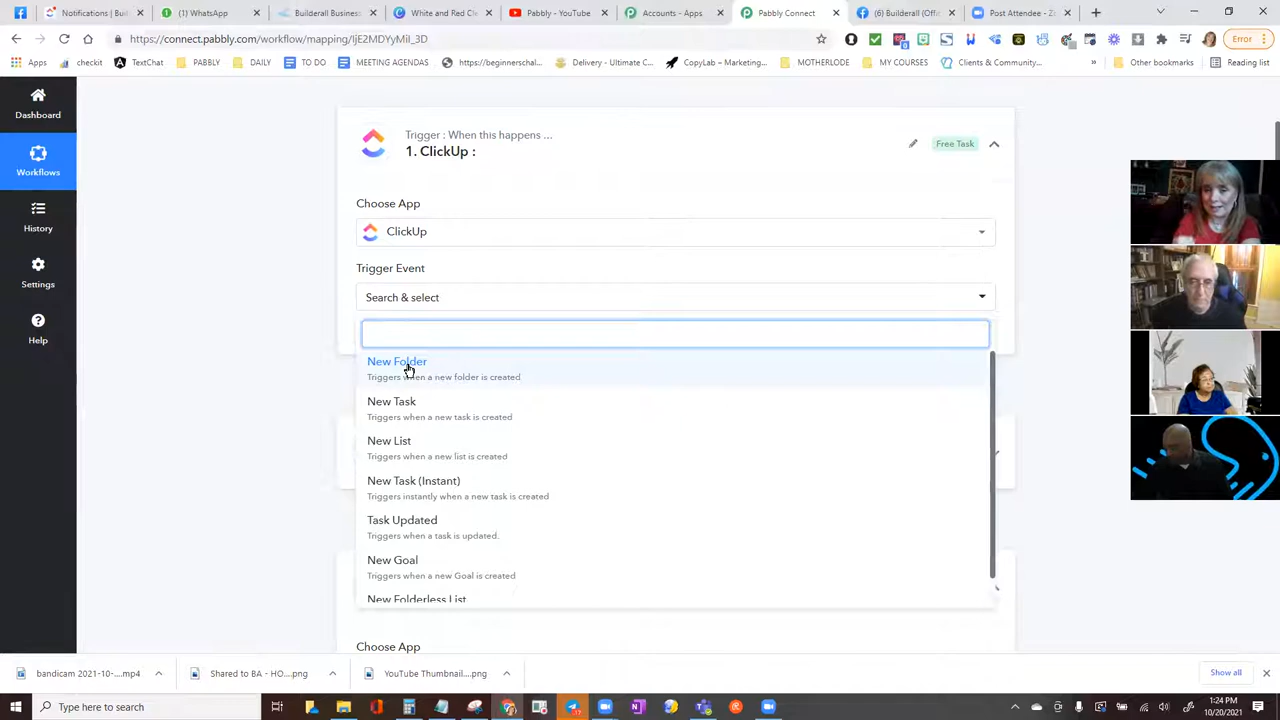 Notifications | Bu
WhatsApp
Builderall Business
White and Red Cle
Pabbly - YouTube
Accounts - Apps
Pabbly Connect
(6) Builderall (Offic
Post Attendee - Zo
connect.pabbly.com/workflow/mapping/IjE2MDYyMiI_3D
Error
Apps
checkit
TextChat
PABBLY
DAILY
TO DO
MEETING AGENDAS
https://beginnerschal...
Delivery - Ultimate C...
CopyLab – Marketing...
MOTHERLODE
MY COURSES
Clients & Community...
»
Other bookmarks
Reading list
Dashboard
Workflows
History
Settings
Help
Trigger : When this happens ...
1. ClickUp :
Free Task
Choose App
ClickUp
Trigger Event
Search & select
New Folder
Triggers when a new folder is created
New Task
Triggers when a new task is created
New List
Triggers when a new list is created
New Task (Instant)
Triggers instantly when a new task is created
Task Updated
Triggers when a task is updated.
New Goal
Triggers when a new Goal is created
New Folderless List
Choose App
bandicam 2021-10-....mp4
Shared to BA - HO....png
YouTube Thumbnail....png
Show all
Type here to search
1:24 PM
10/20/2021